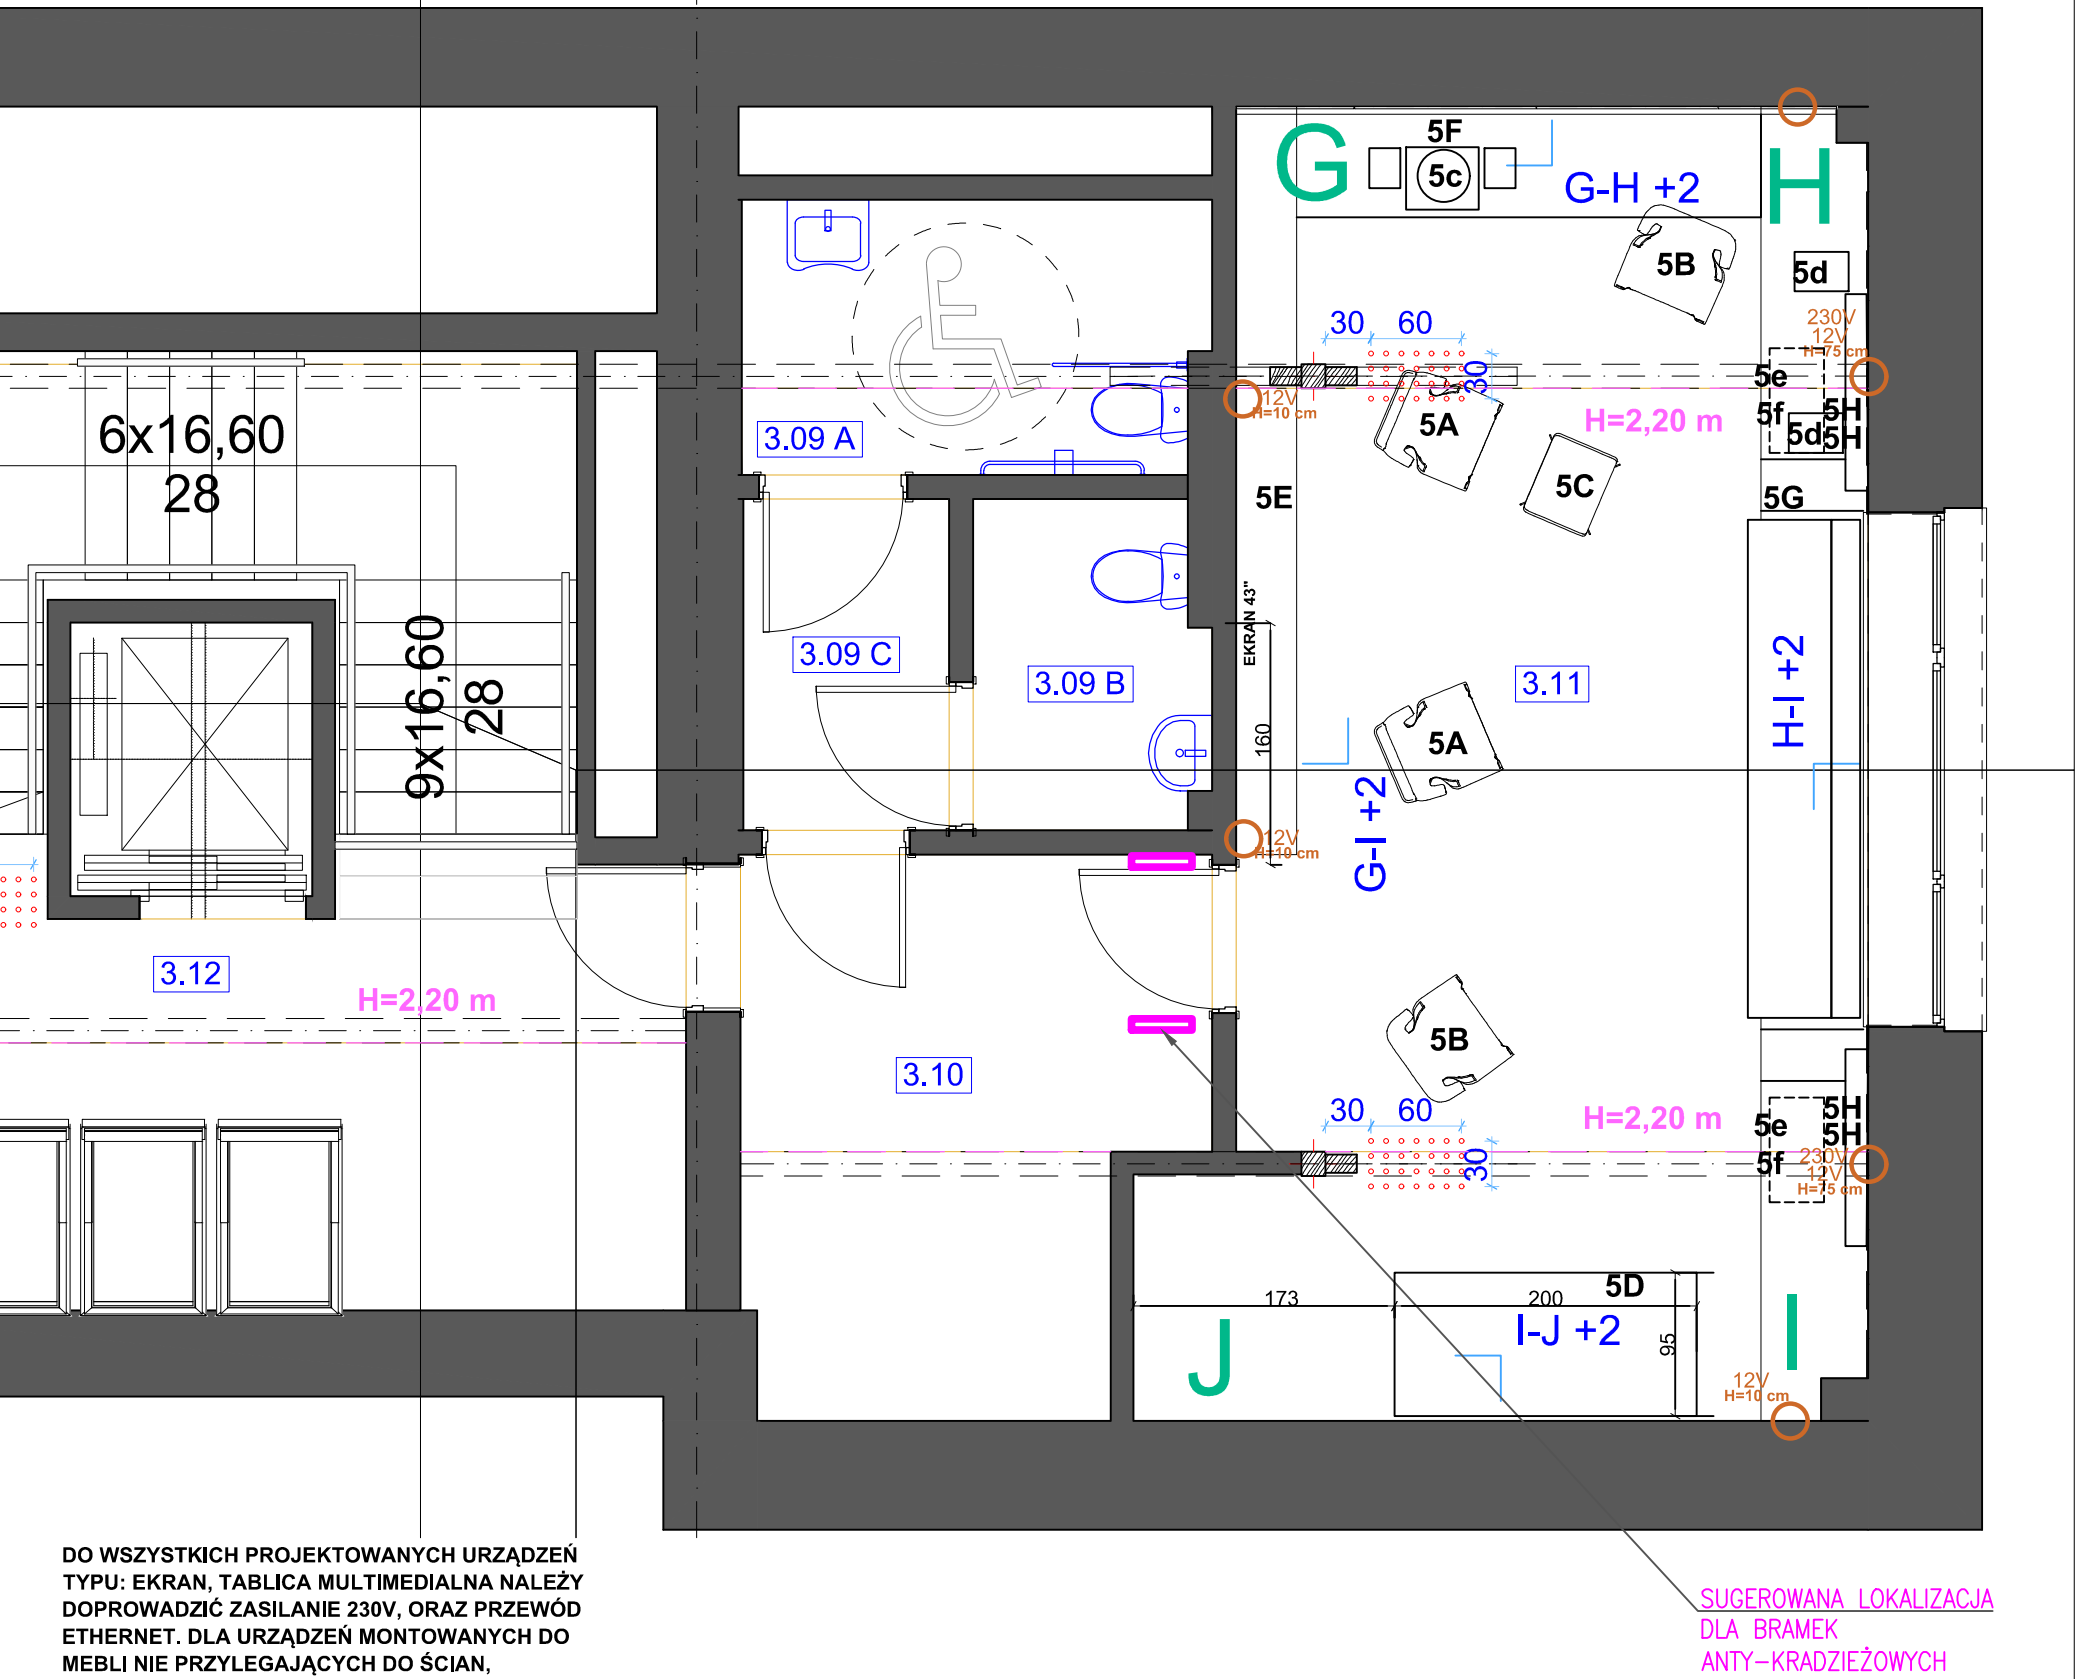 G
5F
5c
G-H +2
H
5B
5d
230V
12V
H=75 cm
30
60
30
5e
12V
H=10 cm
5A
H=2,20 m
5f
5H
5d
5H
6x16,60
28
3.09 A
5C
5E
5G
EKRAN 43"
9x16,60
28
3.09 C
3.09 B
3.11
H-I +2
160
5A
G-I +2
12V
H=10 cm
3.12
H=2,20 m
3.10
5B
30
60
30
H=2,20 m
5H
5e
5H
5f
230V
12V
H=75 cm
5D
173
200
I-J +2
95
J
I
12V
H=10 cm
DO WSZYSTKICH PROJEKTOWANYCH URZĄDZEŃ
TYPU: EKRAN, TABLICA MULTIMEDIALNA NALEŻY
DOPROWADZIĆ ZASILANIE 230V, ORAZ PRZEWÓD
ETHERNET. DLA URZĄDZEŃ MONTOWANYCH DO
MEBLI NIE PRZYLEGAJĄCYCH DO ŚCIAN,
SUGEROWANA LOKALIZACJA
DLA BRAMEK
ANTY-KRADZIEŻOWYCH